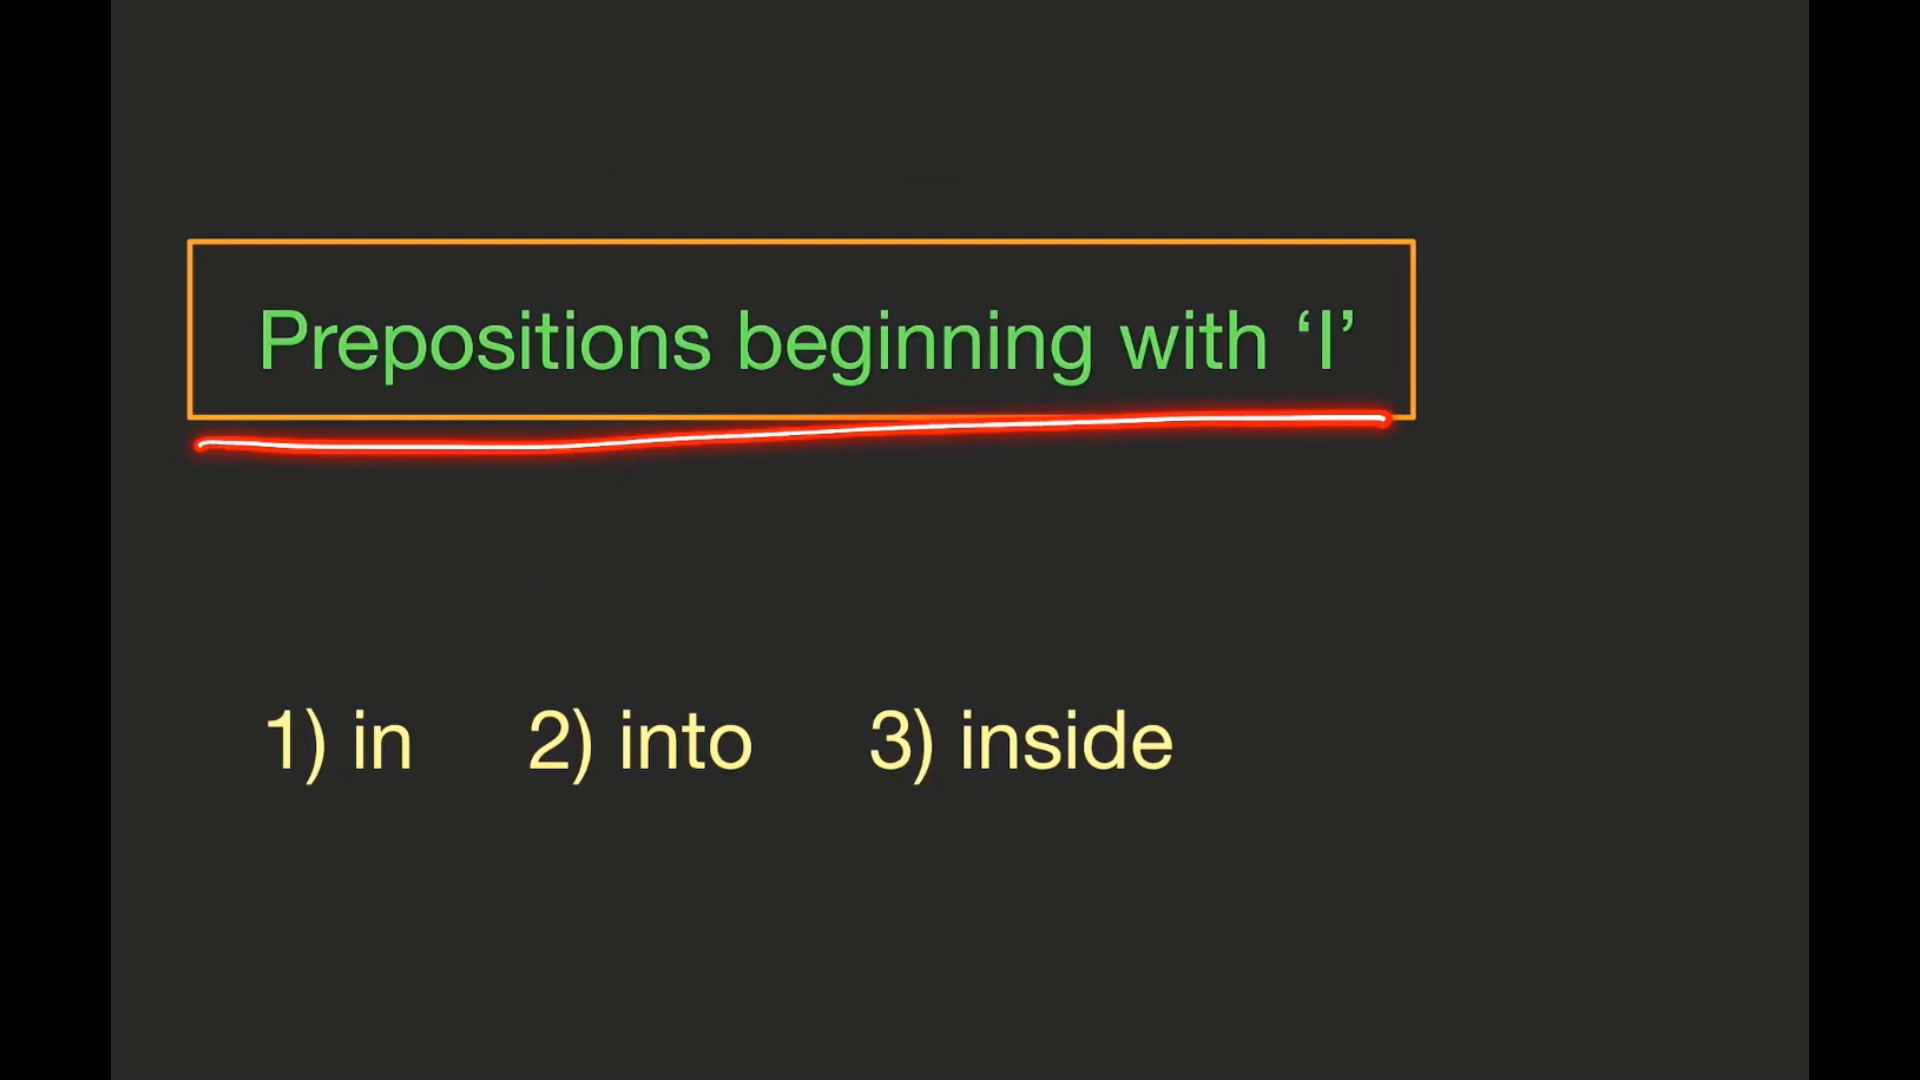 Prepositions beginning with ‘I’
1) in 2) into 3) inside